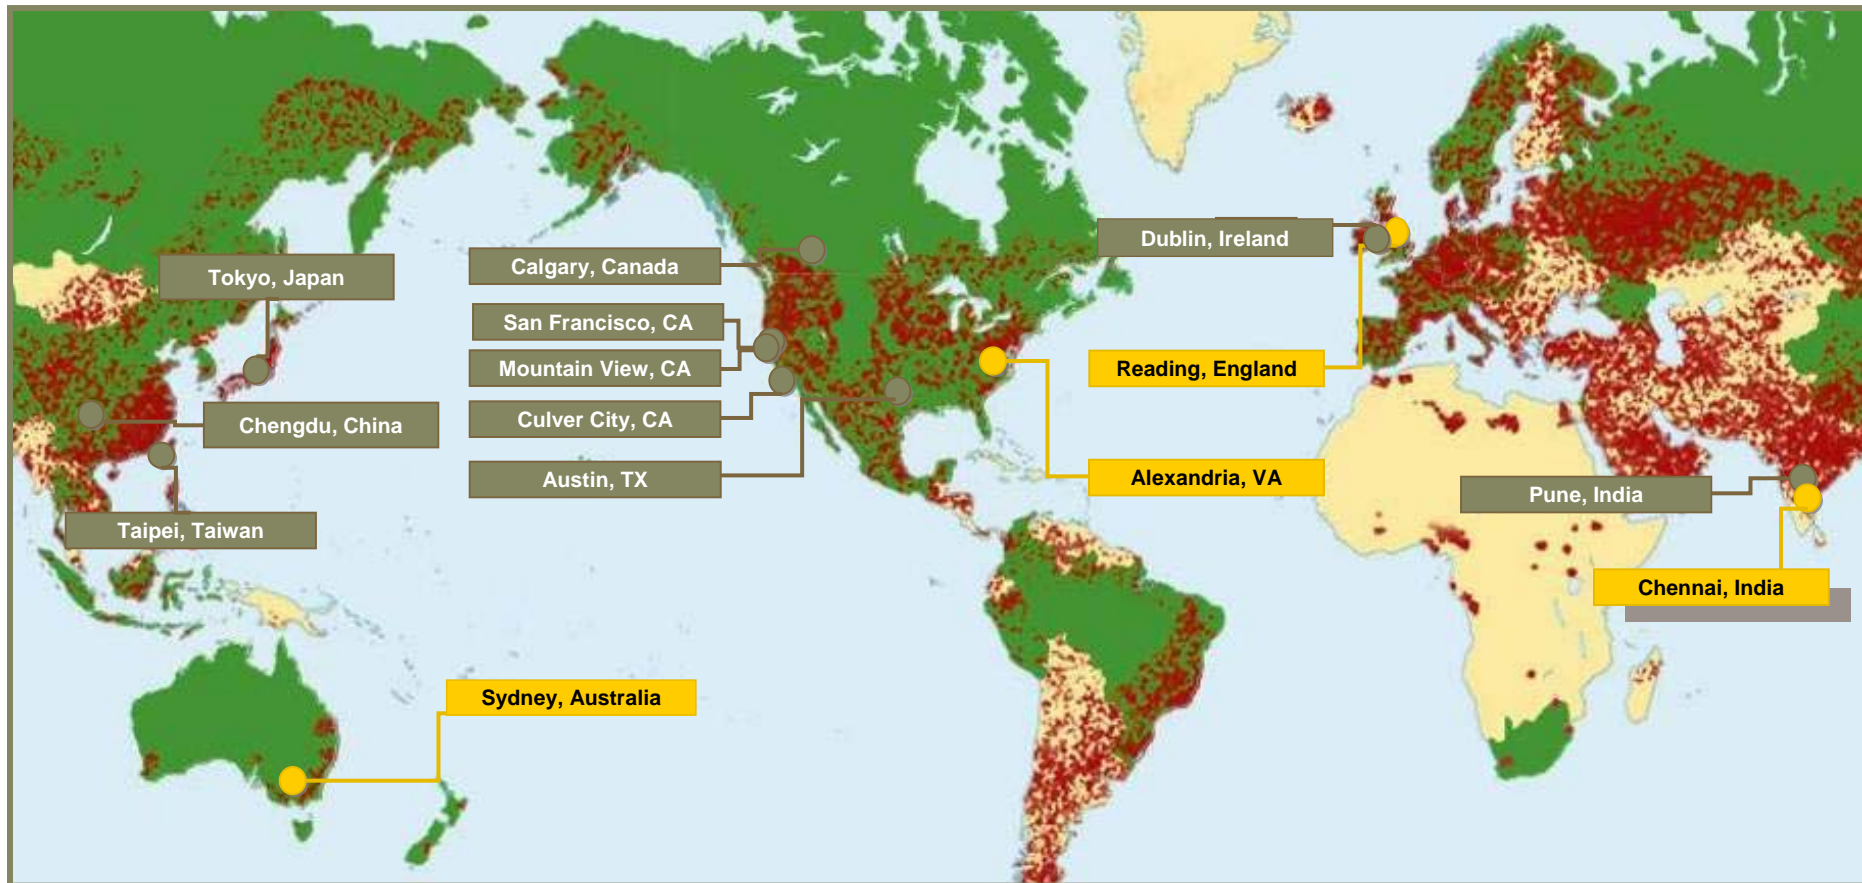 Dublin, Ireland
Tokyo, Japan
Calgary, Canada
San Francisco, CA
Mountain View, CA
Reading, England
Culver City, CA
Chengdu, China
Austin, TX
Alexandria, VA
Pune, India
Taipei, Taiwan
Chennai, India
Sydney, Australia